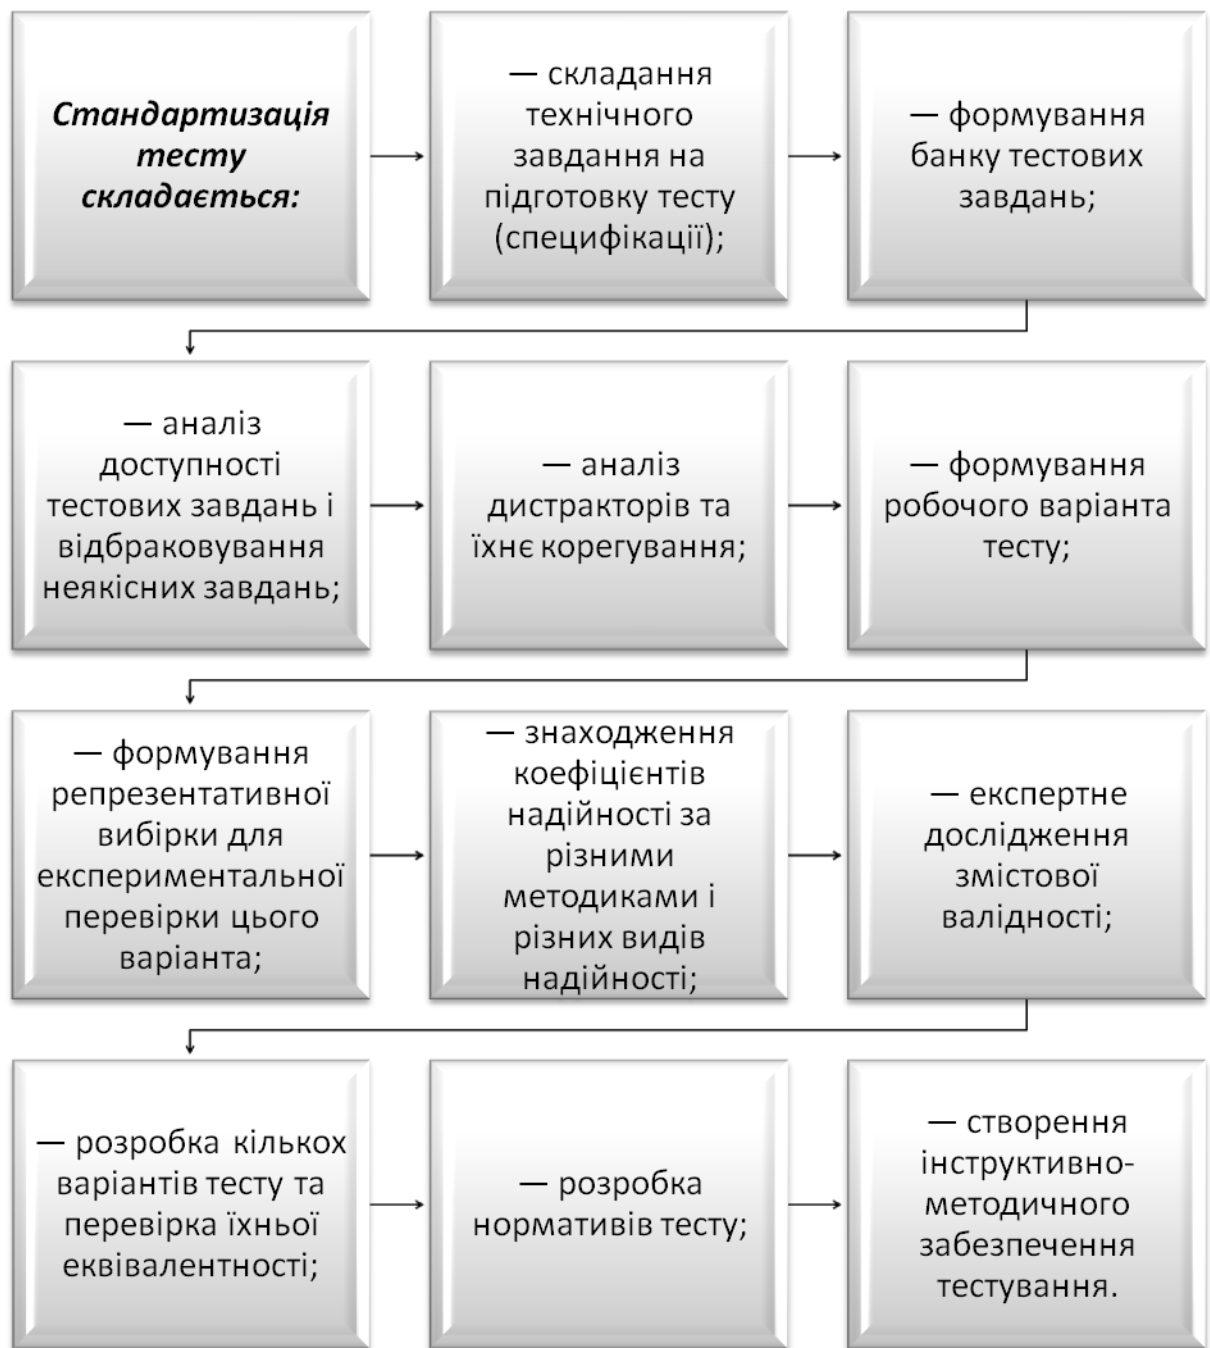 Стандартизація
тесту
складається:
— складання
технічного
завдання на
підготовку тесту
(специфікації);
— формування
банку тестових
завдань;
— аналіз
доступності
тестових завдань і
відбраковування
неякісних завдань;
— аналіз
дистракторів та
їхнє корегування;
— формування
робочого варіанта
тесту;
— формування
репрезентативної
вибірки для
експериментальної
перевірки цього
варіанта;
— знаходження
коефіцієнтів
надійності за
різними
методиками і
різних видів
надійності;
— експертне
дослідження
змістової
валідності;
— розробка кількох
варіантів тесту та
перевірка їхньої
еквівалентності;
— розробка
нормативів тесту;
— створення
інструктивно-
методичного
забезпечення
тестування.